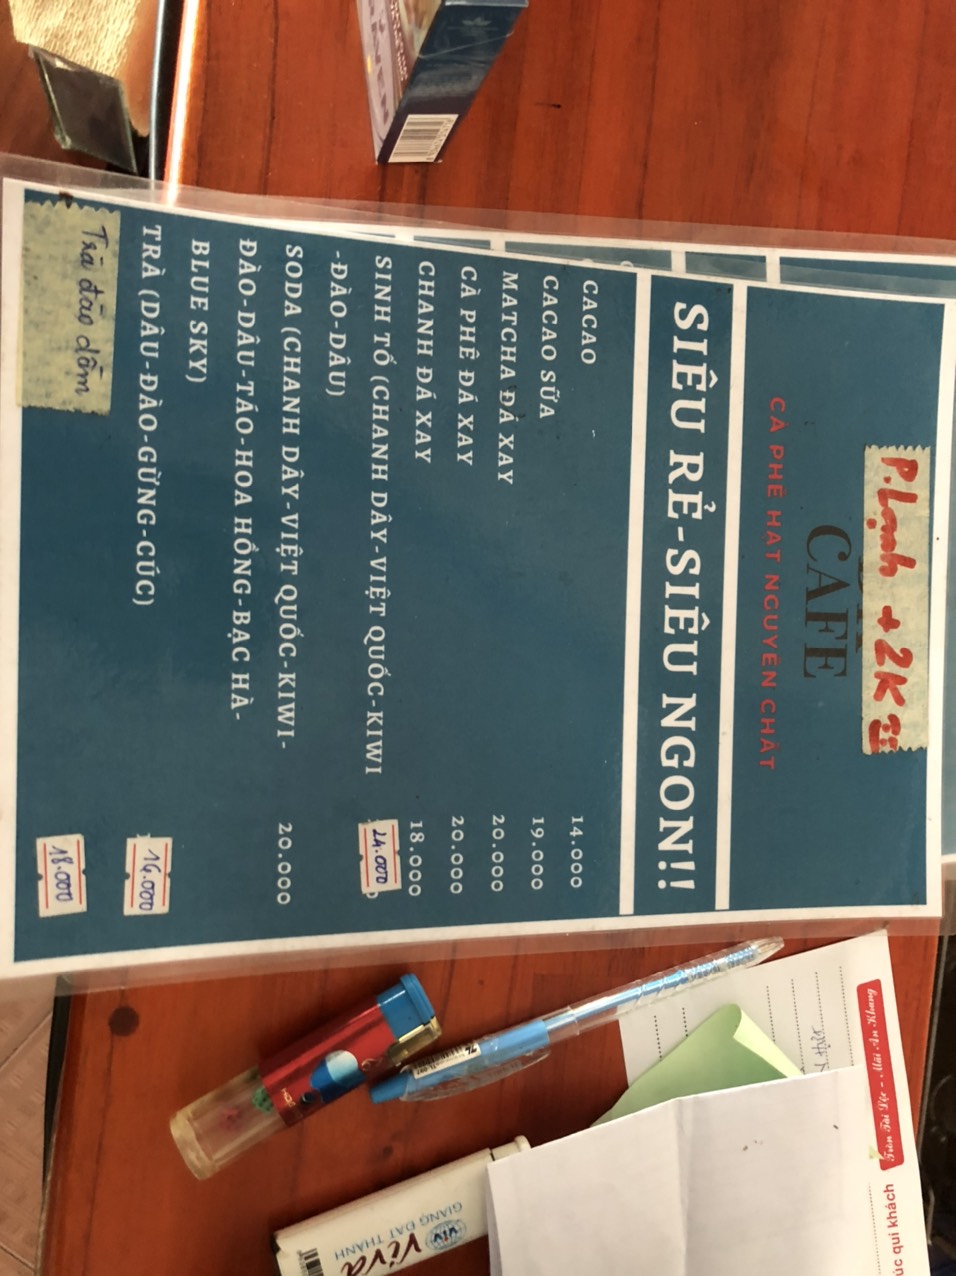 P.Lạnh + 2K
CAFE
CÀ PHÊ HẠT NGUYÊN CHẤT
SIÊU RẺ-SIÊU NGON!!
CACAO 14.000
CACAO SỮA 19.000
MATCHA ĐÁ XAY 20.000
CÀ PHÊ ĐÁ XAY 20.000
CHANH ĐÁ XAY 18.000
SINH TỐ (CHANH DÂY-VIỆT QUỐC-KIWI 24.000
-ĐÀO-DÂU)
SODA (CHANH DÂY-VIỆT QUỐC-KIWI- 20.000
ĐÀO-DÂU-TÁO-HOA HỒNG-BẠC HÀ-
BLUE SKY)
TRÀ (DÂU-ĐÀO-GỪNG-CÚC) 16.000
Trà đào dầm 18.000
Viva
GIANG ĐẠT THÀNH
úc quí khách